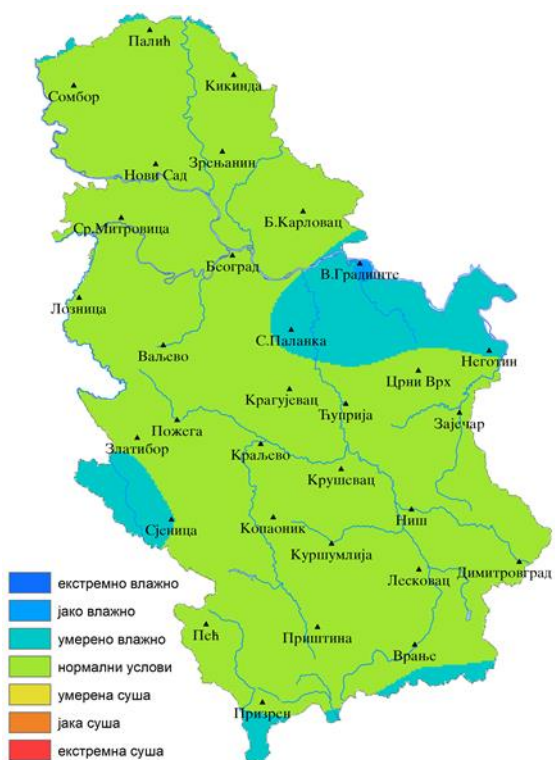 Палић
Кикинда
Сомбор
Зрењанин
Нови Сад
Б.Карловац
Ср.Митровица
Београд
В.Градиште
Лозница
С.Паланка
Ваљево
Неготин
Црни Врх
Крагујевац
Ћуприја
Зајечар
Пожега
Златибор
Краљево
Крушевац
Ниш
Копаоник
Сјеница
Куршумлија
Димитровград
Лесковац
Пећ
Приштина
Врање
Призрен
екстремно влажно
јако влажно
умерено влажно
нормални услови
умерена суша
јака суша
екстремна суша